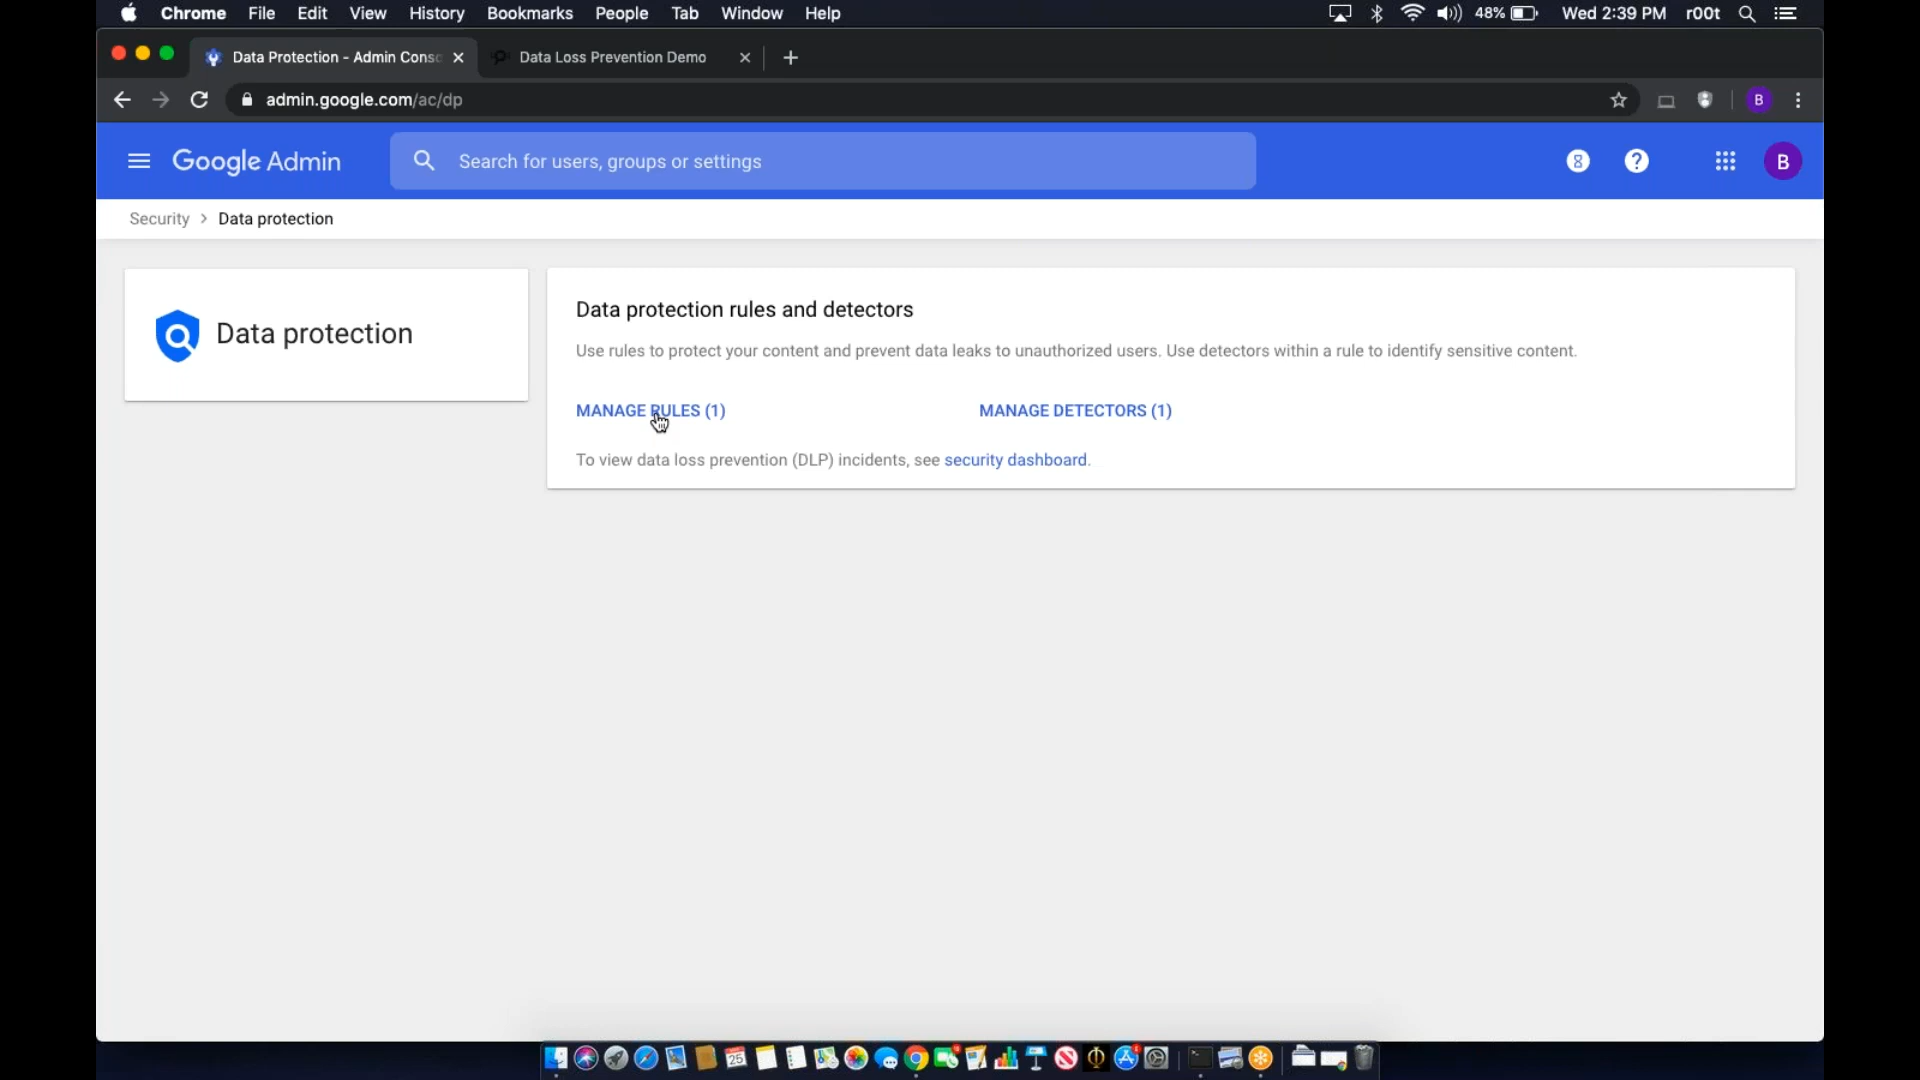 Chrome File Edit View History Bookmarks People Tab Window Help 48% Wed 2:39 PM r00t
Data Protection - Admin Conso Data Loss Prevention Demo
admin.google.com/ac/dp B
Google Admin Search for users, groups or settings 8 ? B
Security > Data protection
Data protection
Data protection rules and detectors
Use rules to protect your content and prevent data leaks to unauthorized users. Use detectors within a rule to identify sensitive content.
MANAGE RULES (1) MANAGE DETECTORS (1)
To view data loss prevention (DLP) incidents, see security dashboard.
25